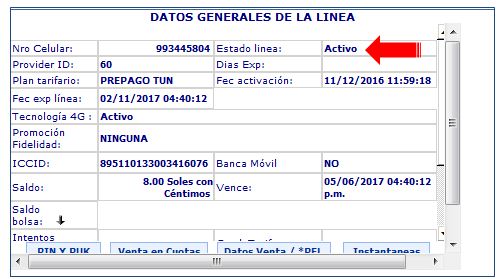 DATOS GENERALES DE LA LINEA
Nro Celular: 993445804 Estado linea: Activo
Provider ID: 60 Dias Exp:
Plan tarifario: PREPAGO TUN Fec activación: 11/12/2016 11:59:18
Fec exp línea: 02/11/2017 04:40:12
Tecnología 4G : Activo
Promoción
Fidelidad: NINGUNA
ICCID: 895110133003416076 Banca Móvil NO
Saldo: 8.00 Soles con
Céntimos Vence: 05/06/2017 04:40:12
p.m.
Saldo
bolsa:
Intentos
PIN Y PUK Venta en Cuotas Datos Venta / *PEL Instantaneas